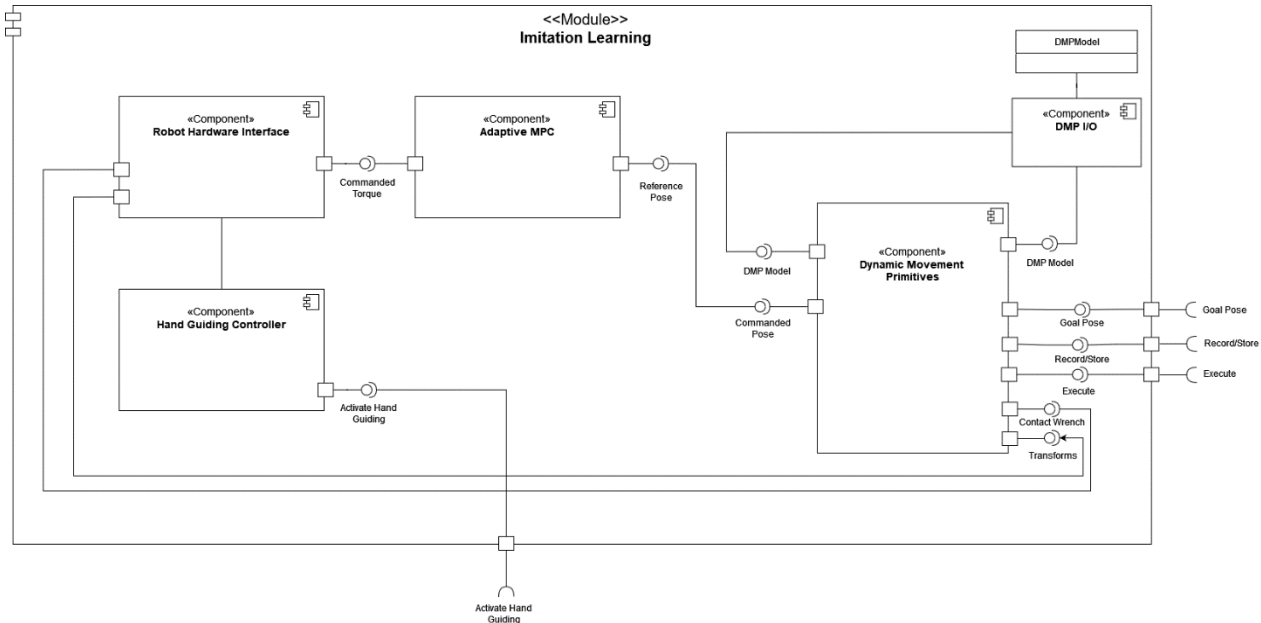 <<Module>>
Imitation Learning
DMPModel
«Component»
Robot Hardware Interface
«Component»
Adaptive MPC
«Component»
DMP I/O
Commanded
Torque
Reference
Pose
«Component»
Dynamic Movement
Primitives
DMP Model
DMP Model
«Component»
Hand Guiding Controller
Commanded
Pose
Goal Pose
Goal Pose
Record/Store
Record/Store
Execute
Execute
Activate Hand
Guiding
Contact Wrench
Transforms
Activate Hand
Guiding